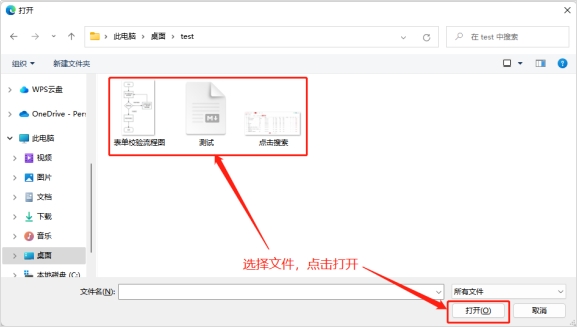 打开
此电脑 > 桌面 > test
在 test 中搜索
组织
新建文件夹
WPS云盘
OneDrive - Pers
此电脑
视频
图片
文档
下载
音乐
桌面
本地磁盘 (C:)
M
表单校验流程图
测试
点击搜索
选择文件，点击打开
文件名(N):
所有文件
打开(O)
取消